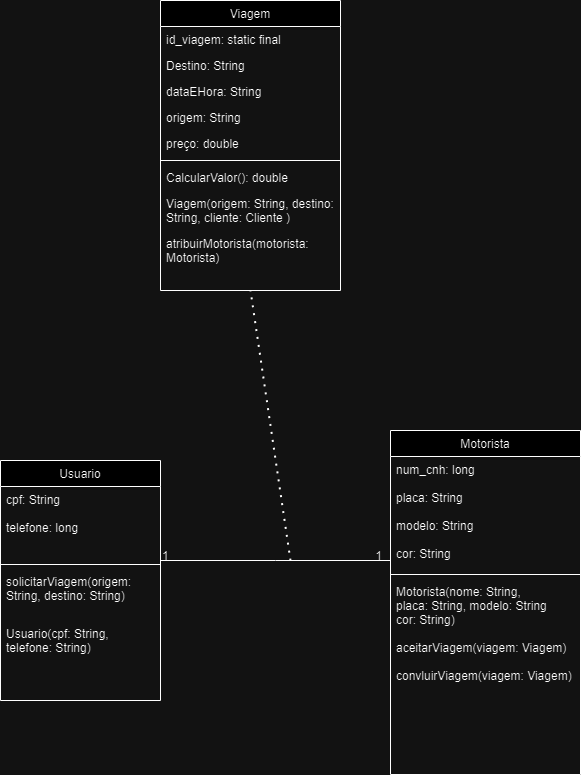 Viagem
id_viagem: static final
Destino: String
dataEHora: String
origem: String
preço: double
CalcularValor(): double
Viagem(origem: String, destino:
String, cliente: Cliente )
atribuirMotorista(motorista:
Motorista)
Usuario
cpf: String
telefone: long
solicitarViagem(origem:
String, destino: String)
Usuario(cpf: String,
telefone: String)
1
1
Motorista
num_cnh: long
placa: String
modelo: String
cor: String
Motorista(nome: String,
placa: String, modelo: String
cor: String)
aceitarViagem(viagem: Viagem)
convluirViagem(viagem: Viagem)